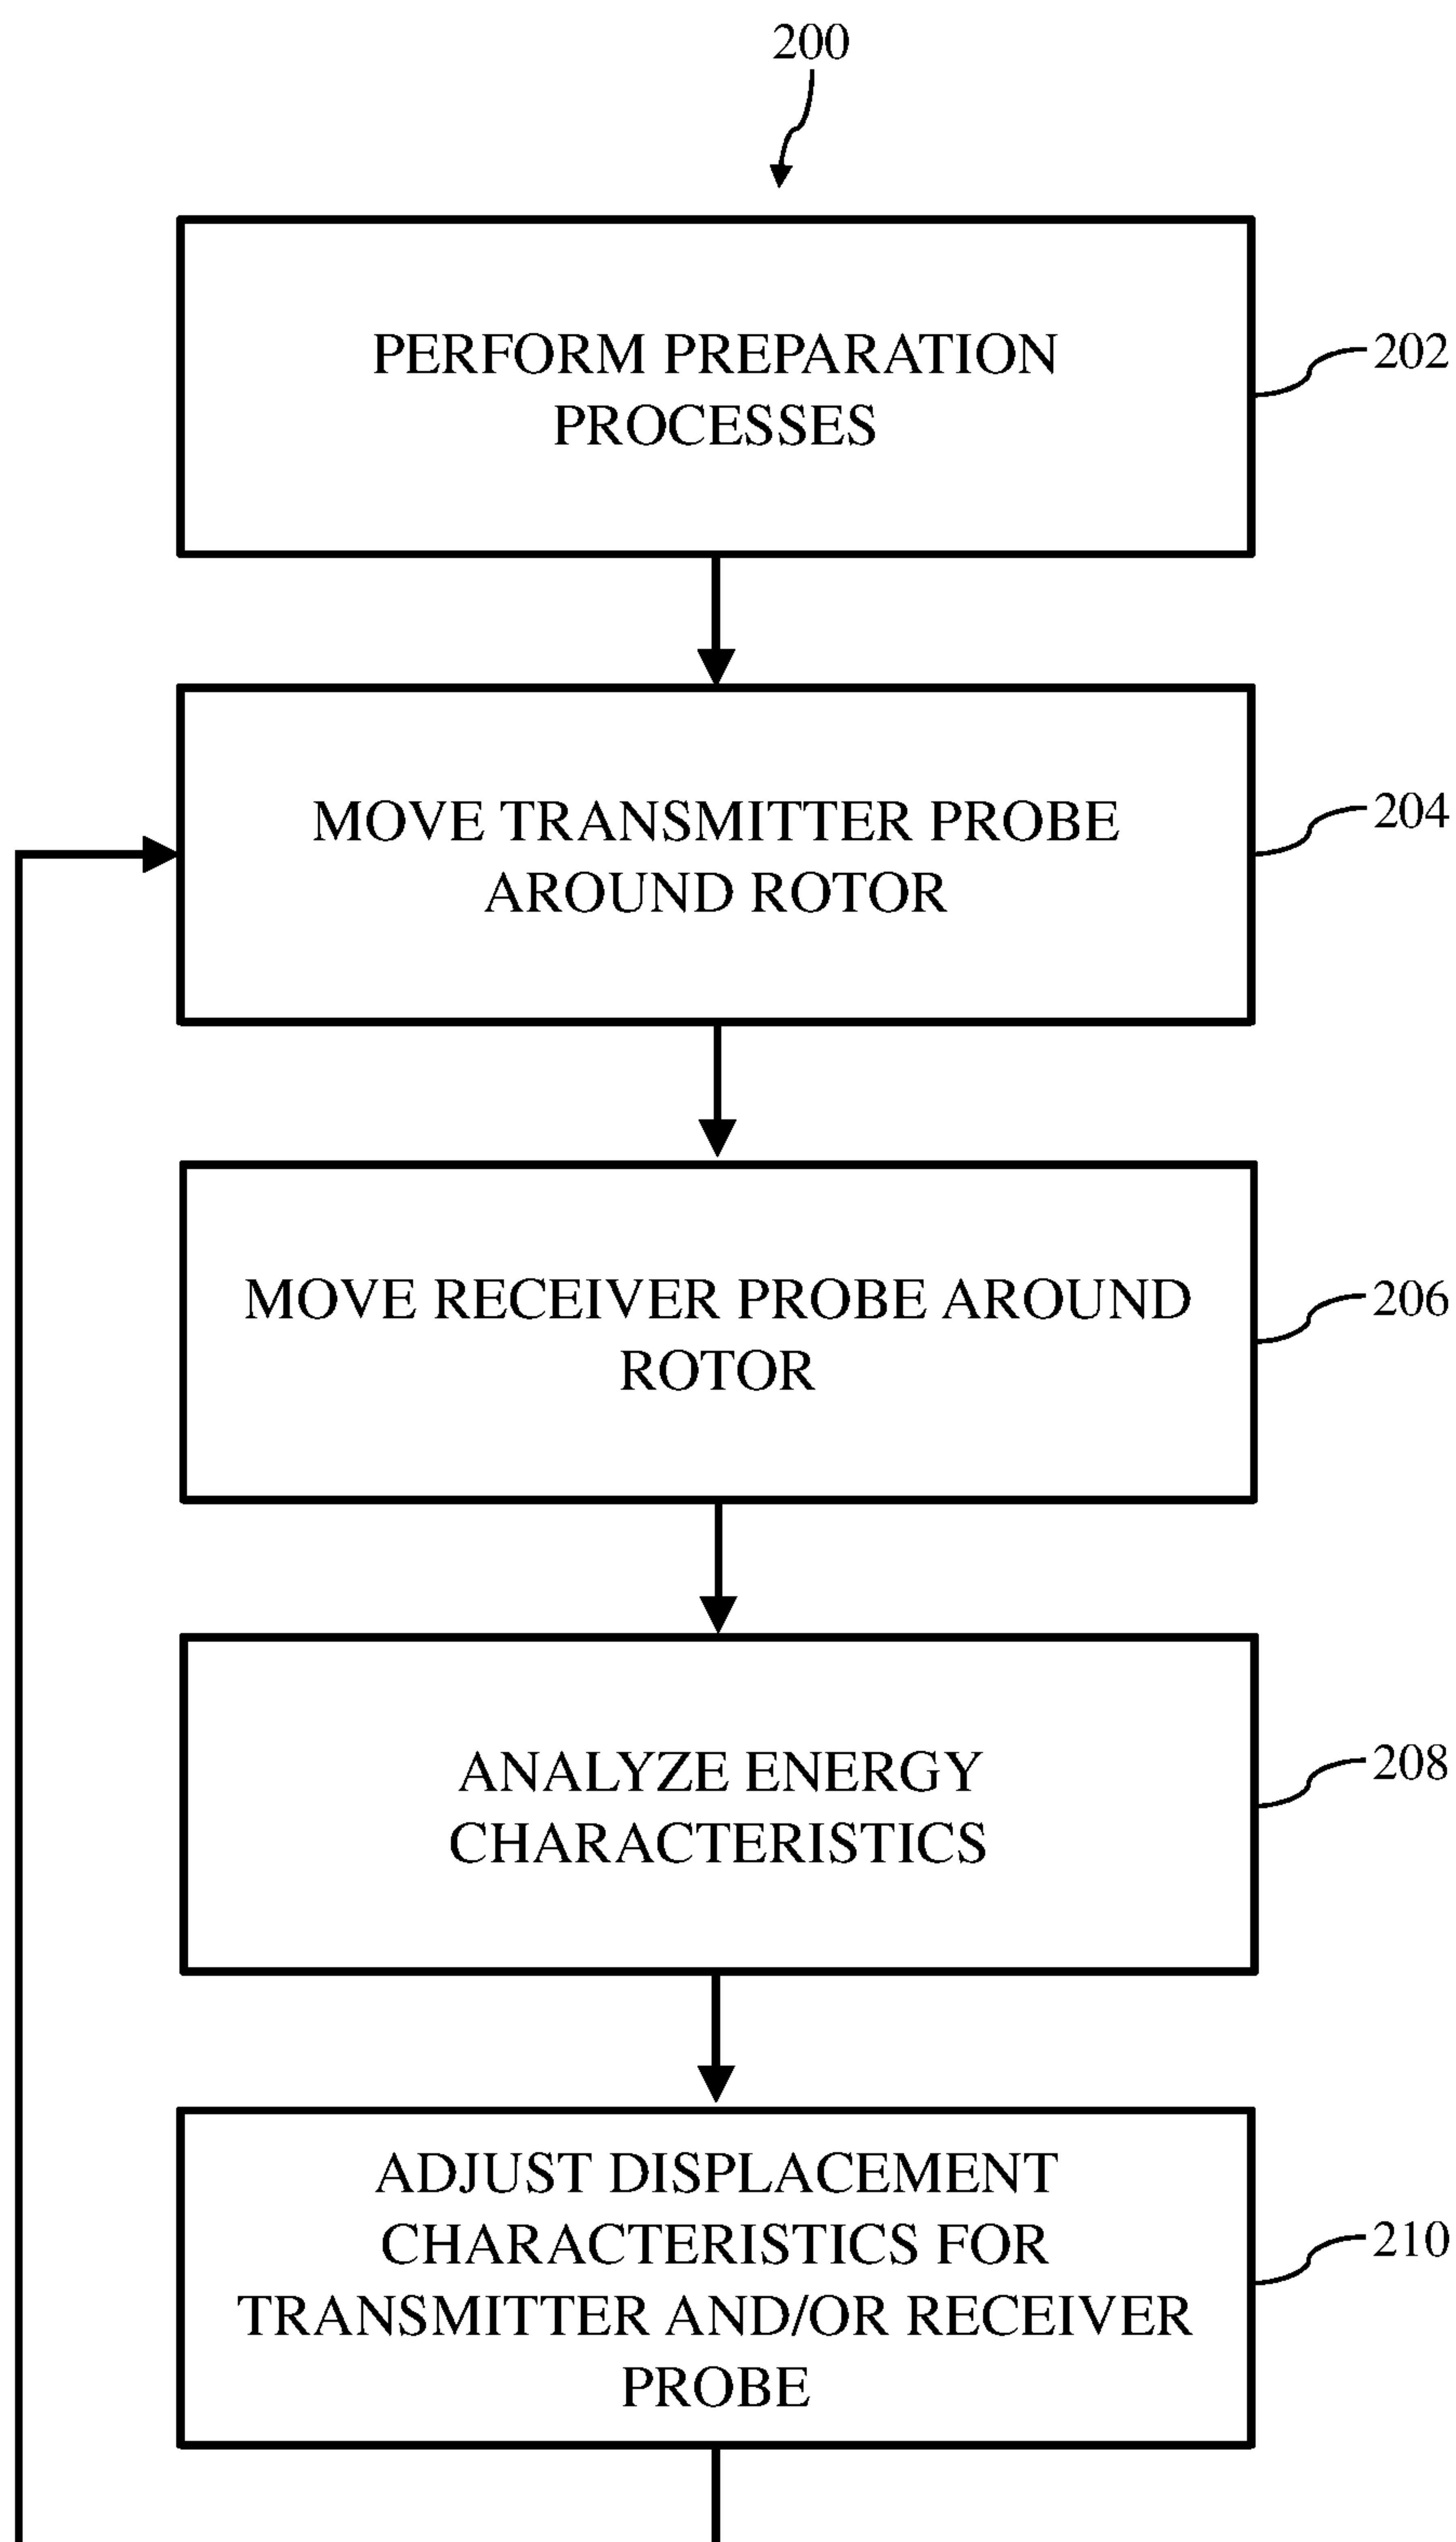 200
PERFORM PREPARATION
PROCESSES
202
MOVE TRANSMITTER PROBE
AROUND ROTOR
204
MOVE RECEIVER PROBE AROUND
ROTOR
206
ANALYZE ENERGY
CHARACTERISTICS
208
ADJUST DISPLACEMENT
CHARACTERISTICS FOR
TRANSMITTER AND/OR RECEIVER
PROBE
210